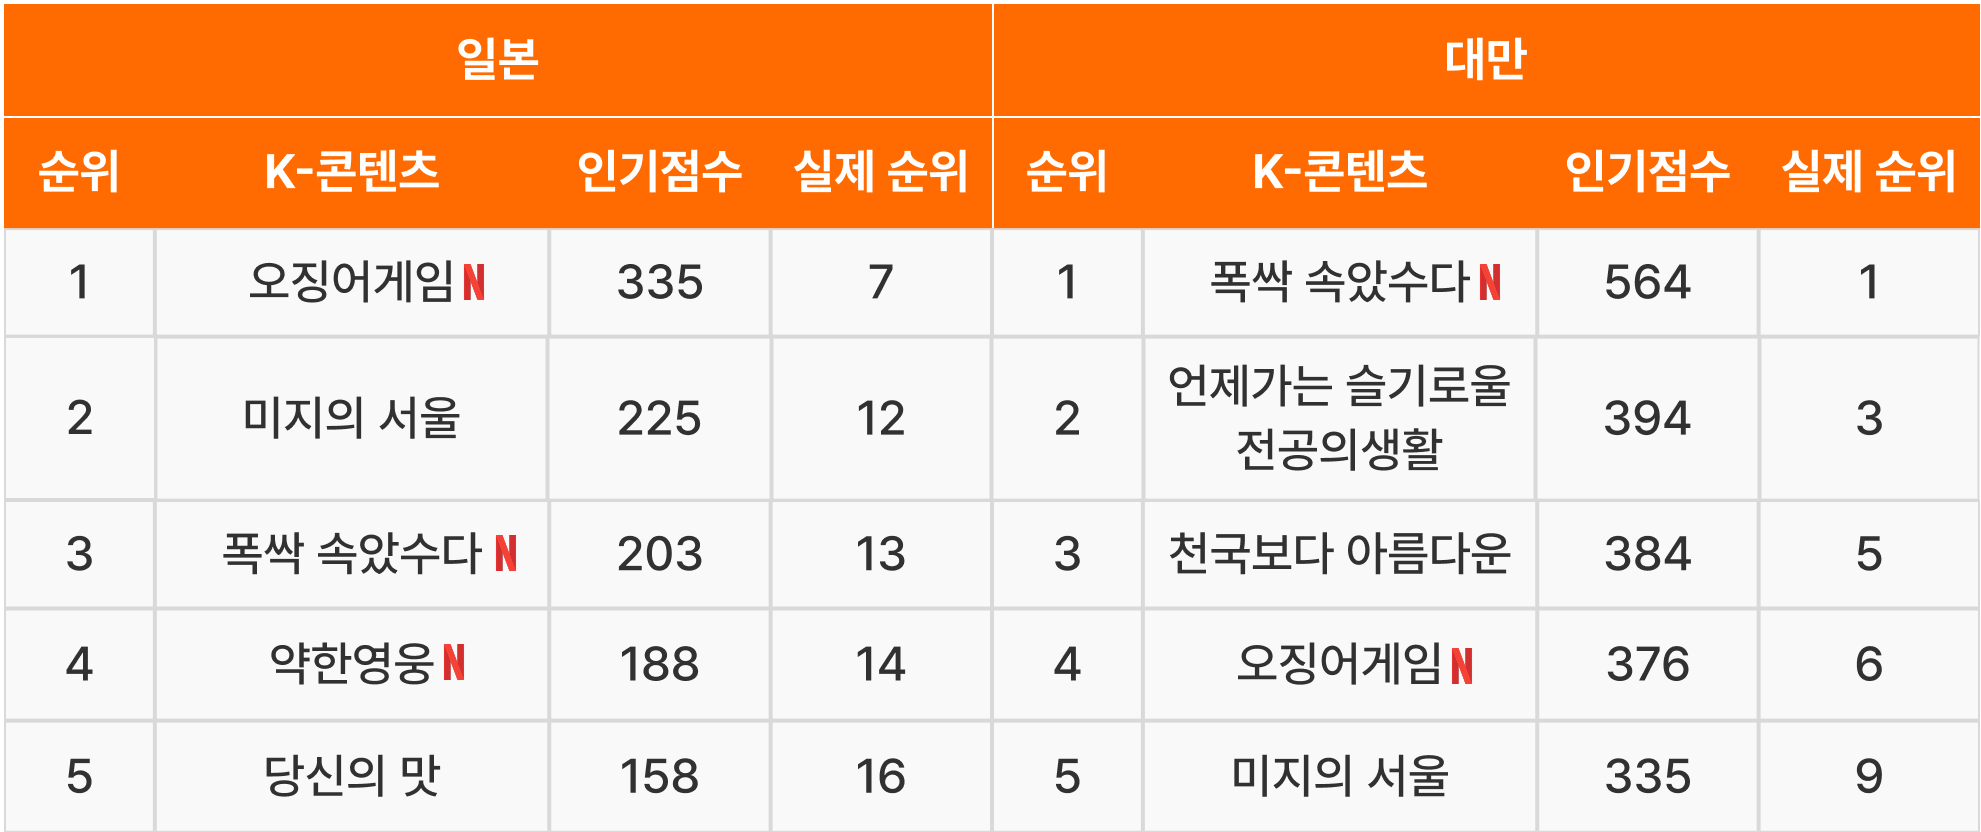 일본 대만
순위 K-콘텐츠 인기점수 실제 순위 순위 K-콘텐츠 인기점수 실제 순위
1 오징어게임 N 335 7 1 폭싹 속았수다 N 564 1
2 미지의 서울 225 12 2 언제가는 슬기로울 394 3
전공의생활
3 폭싹 속았수다 N 203 13 3 천국보다 아름다운 384 5
4 약한영웅 N 188 14 4 오징어게임 N 376 6
5 당신의 맛 158 16 5 미지의 서울 335 9